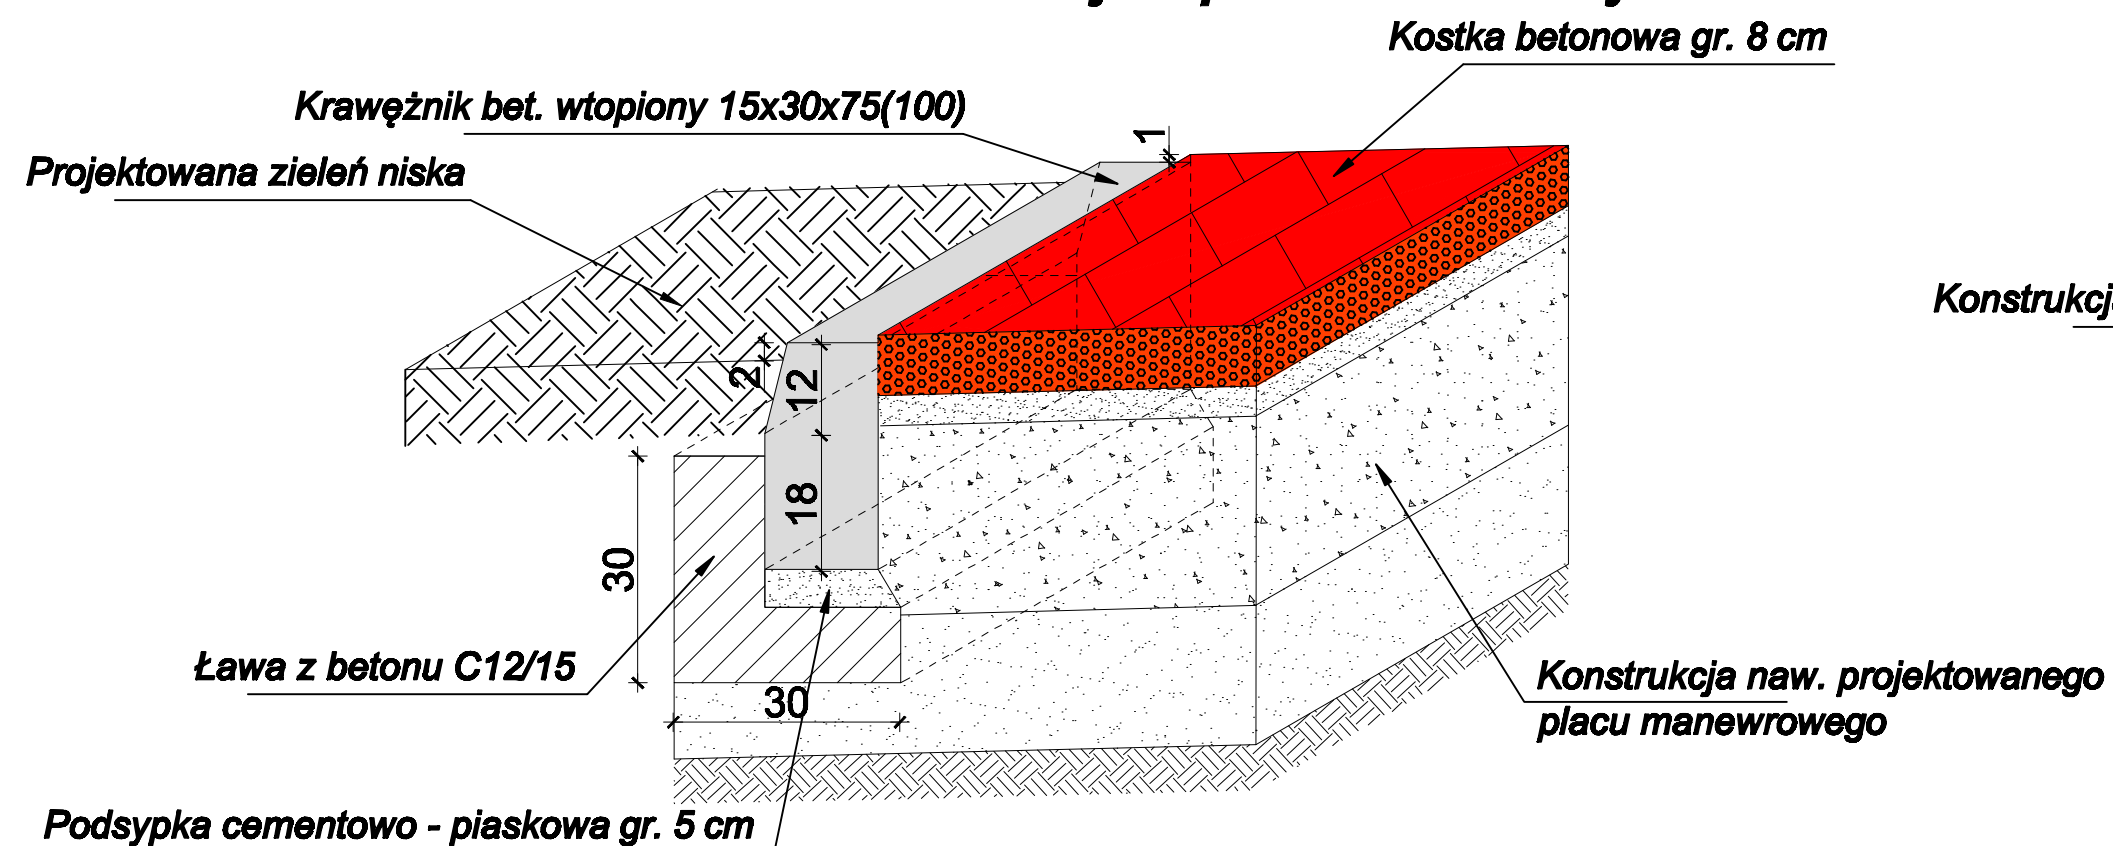 Kostka betonowa gr. 8 cm
Krawężnik bet. wtopiony 15x30x75(100)
1
Projektowana zieleń niska
2
12
18
30
Ława z betonu C12/15
30
Konstrukcja naw. projektowanego
placu manewrowego
Podsypka cementowo - piaskowa gr. 5 cm